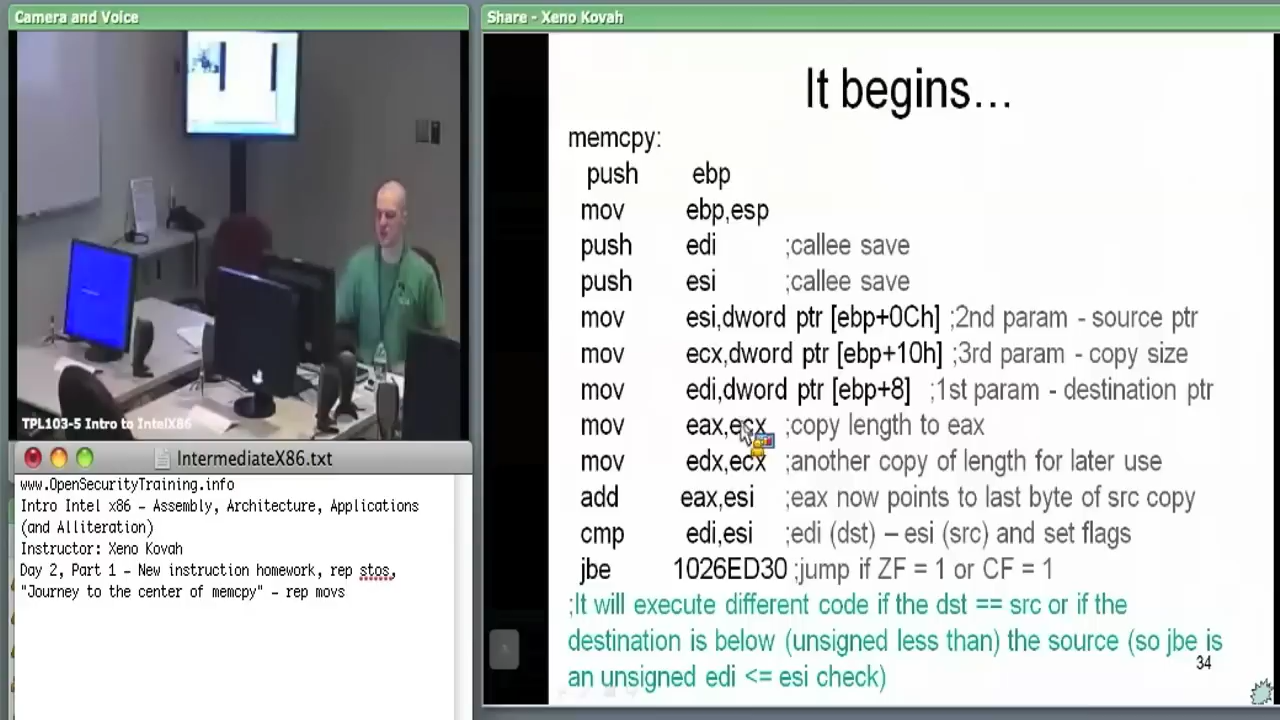 Camera and Voice
TPL103-5 Intro to IntelX86
IntermediateX86.txt
www.OpenSecurityTraining.info
Intro Intel x86 – Assembly, Architecture, Applications
(and Alliteration)
Instructor: Xeno Kovah
Day 2, Part 1 – New instruction homework, rep stos,
"Journey to the center of memcpy" – rep movs
Share - Xeno Kovah
It begins…
memcpy:
push ebp
mov ebp,esp
push edi ;callee save
push esi ;callee save
mov esi,dword ptr [ebp+0Ch] ;2nd param - source ptr
mov ecx,dword ptr [ebp+10h] ;3rd param - copy size
mov edi,dword ptr [ebp+8] ;1st param - destination ptr
mov eax,ecx ;copy length to eax
mov edx,ecx ;another copy of length for later use
add eax,esi ;eax now points to last byte of src copy
cmp edi,esi ;edi (dst) – esi (src) and set flags
jbe 1026ED30 ;jump if ZF = 1 or CF = 1
;It will execute different code if the dst == src or if the
destination is below (unsigned less than) the source (so jbe is
an unsigned edi <= esi check)
34